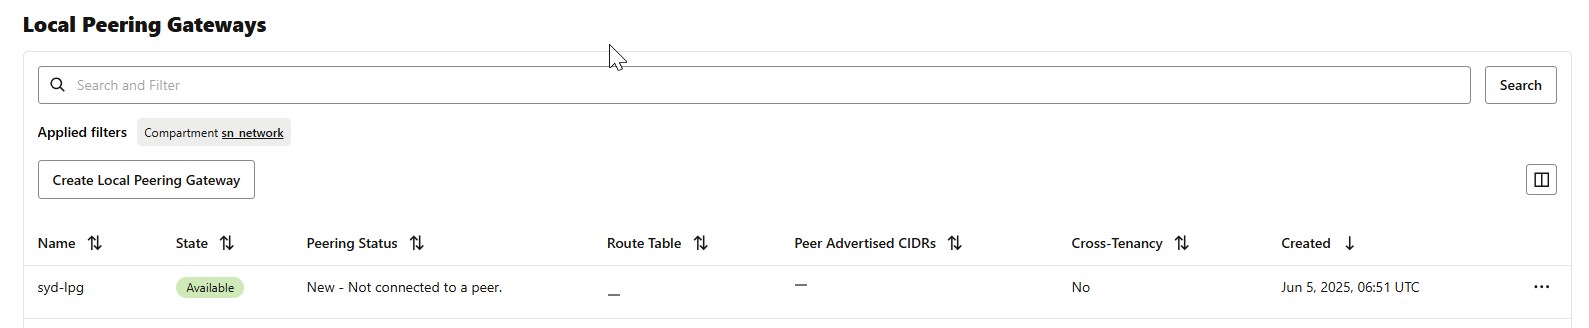 Local Peering Gateways
Search and Filter
Search
Applied filters
Compartment sn_network
Create Local Peering Gateway
Name State Peering Status Route Table Peer Advertised CIDRs Cross-Tenancy Created
syd-lpg Available New - Not connected to a peer. — — No Jun 5, 2025, 06:51 UTC